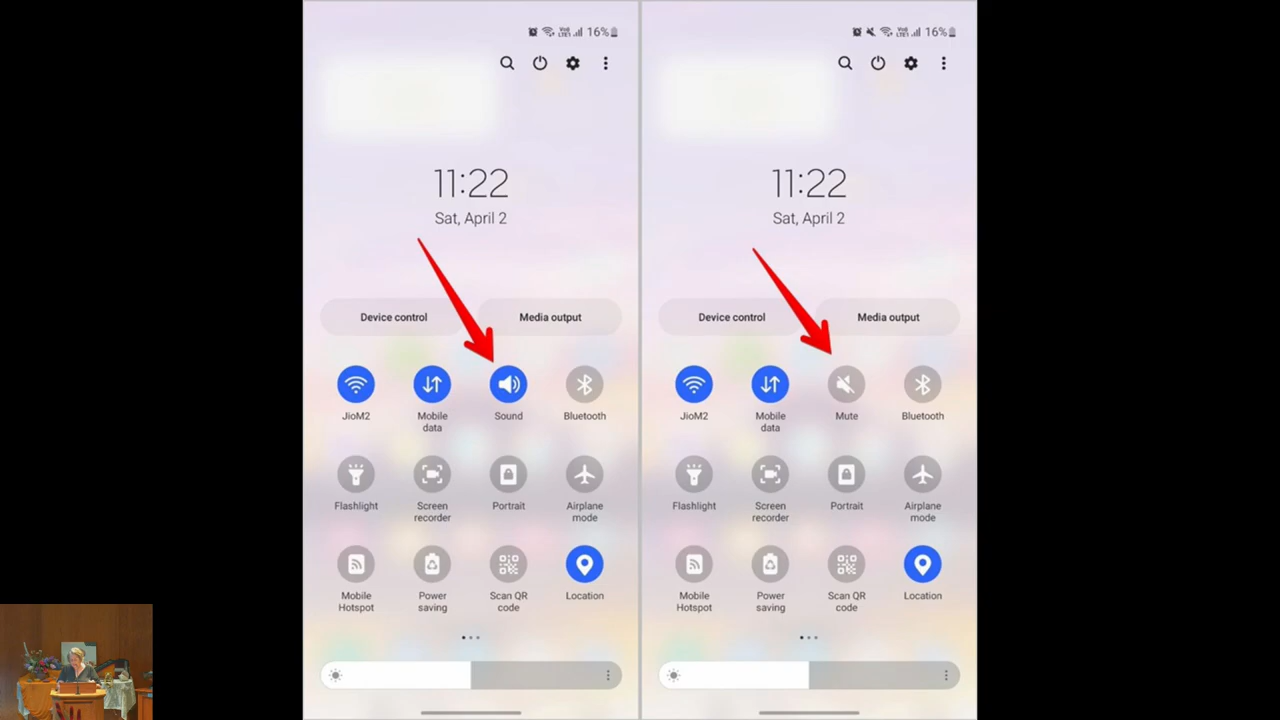 16%
11:22
Sat, April 2
Device control
Media output
JioM2
Mobile
data
Sound
Bluetooth
Flashlight
Screen
recorder
Portrait
Airplane
mode
Mobile
Hotspot
Power
saving
Scan QR
code
Location
16%
11:22
Sat, April 2
Device control
Media output
JioM2
Mobile
data
Mute
Bluetooth
Flashlight
Screen
recorder
Portrait
Airplane
mode
Mobile
Hotspot
Power
saving
Scan QR
code
Location